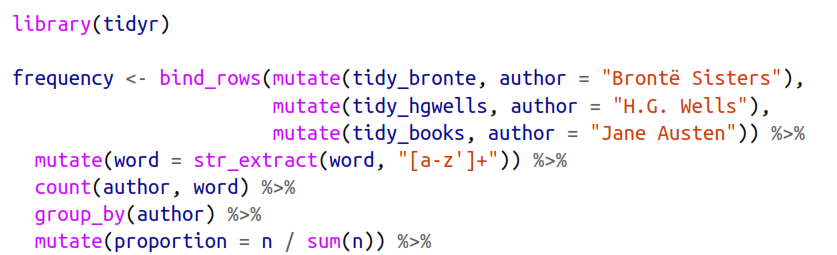 library(tidyr)
frequency <- bind_rows(mutate(tidy_bronte, author = "Brontë Sisters"),
mutate(tidy_hgwells, author = "H.G. Wells"),
mutate(tidy_books, author = "Jane Austen")) %>%
mutate(word = str_extract(word, "[a-z']+")) %>%
count(author, word) %>%
group_by(author) %>%
mutate(proportion = n / sum(n)) %>%